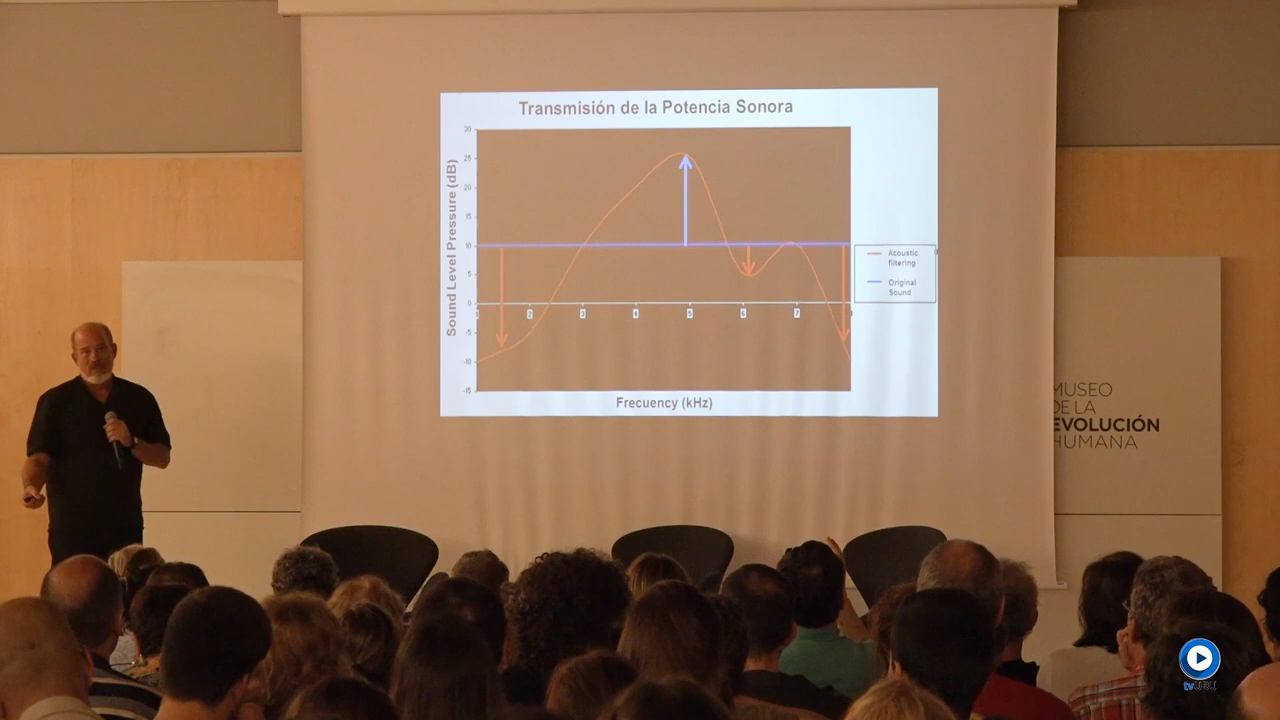 Transmisión de la Potencia Sonora
Sound Level Pressure (dB)
30
25
20
15
10
5
0
-5
-10
-15
2
3
4
5
6
7
Frecuency (kHz)
Acoustic
filtering
Original
Sound
MUSEO
DE LA
EVOLUCIÓN
HUMANA